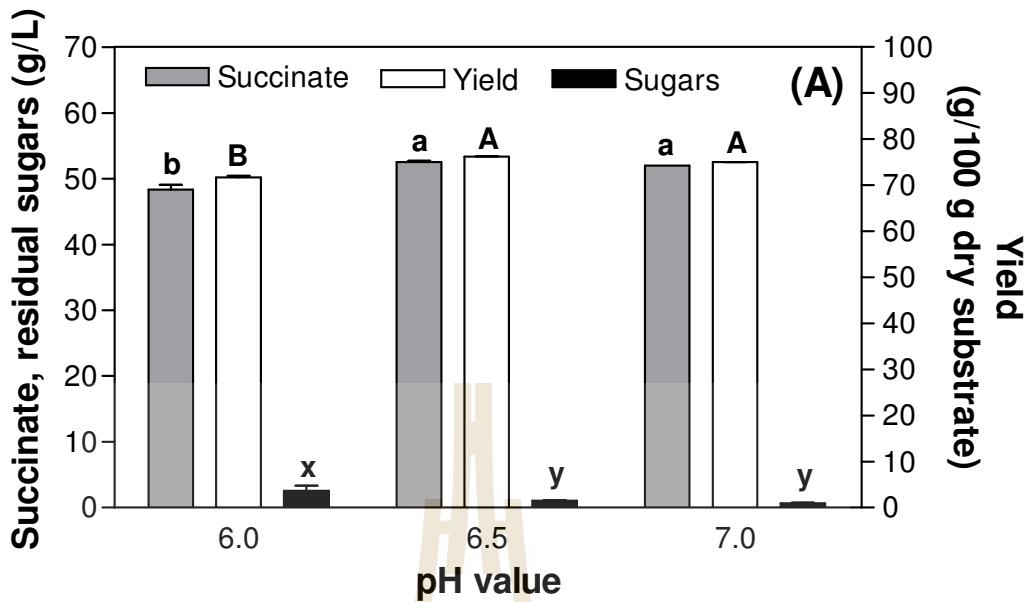 Succinate, residual sugars (g/L)
70
60
50
40
30
20
10
0
Succinate
Yield
Sugars
(A)
b
B
x
a
A
y
a
A
y
6.0
6.5
7.0
pH value
100
90
80
70
60
50
40
30
20
10
0
Yield
(g/100 g dry substrate)